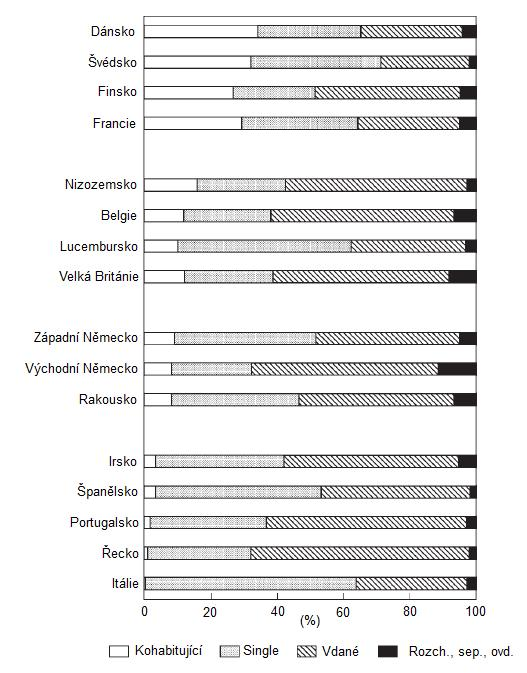 Dánsko
Švédsko
Finsko
Francie
Nizozemsko
Belgie
Lucembursko
Velká Británie
Západní Německo
Východní Německo
Rakousko
Irsko
Španělsko
Portugalsko
Řecko
Itálie
0 20 40 60 80 100
(%)
Kohabitující Single Vdané Rozch., sep., ovd.